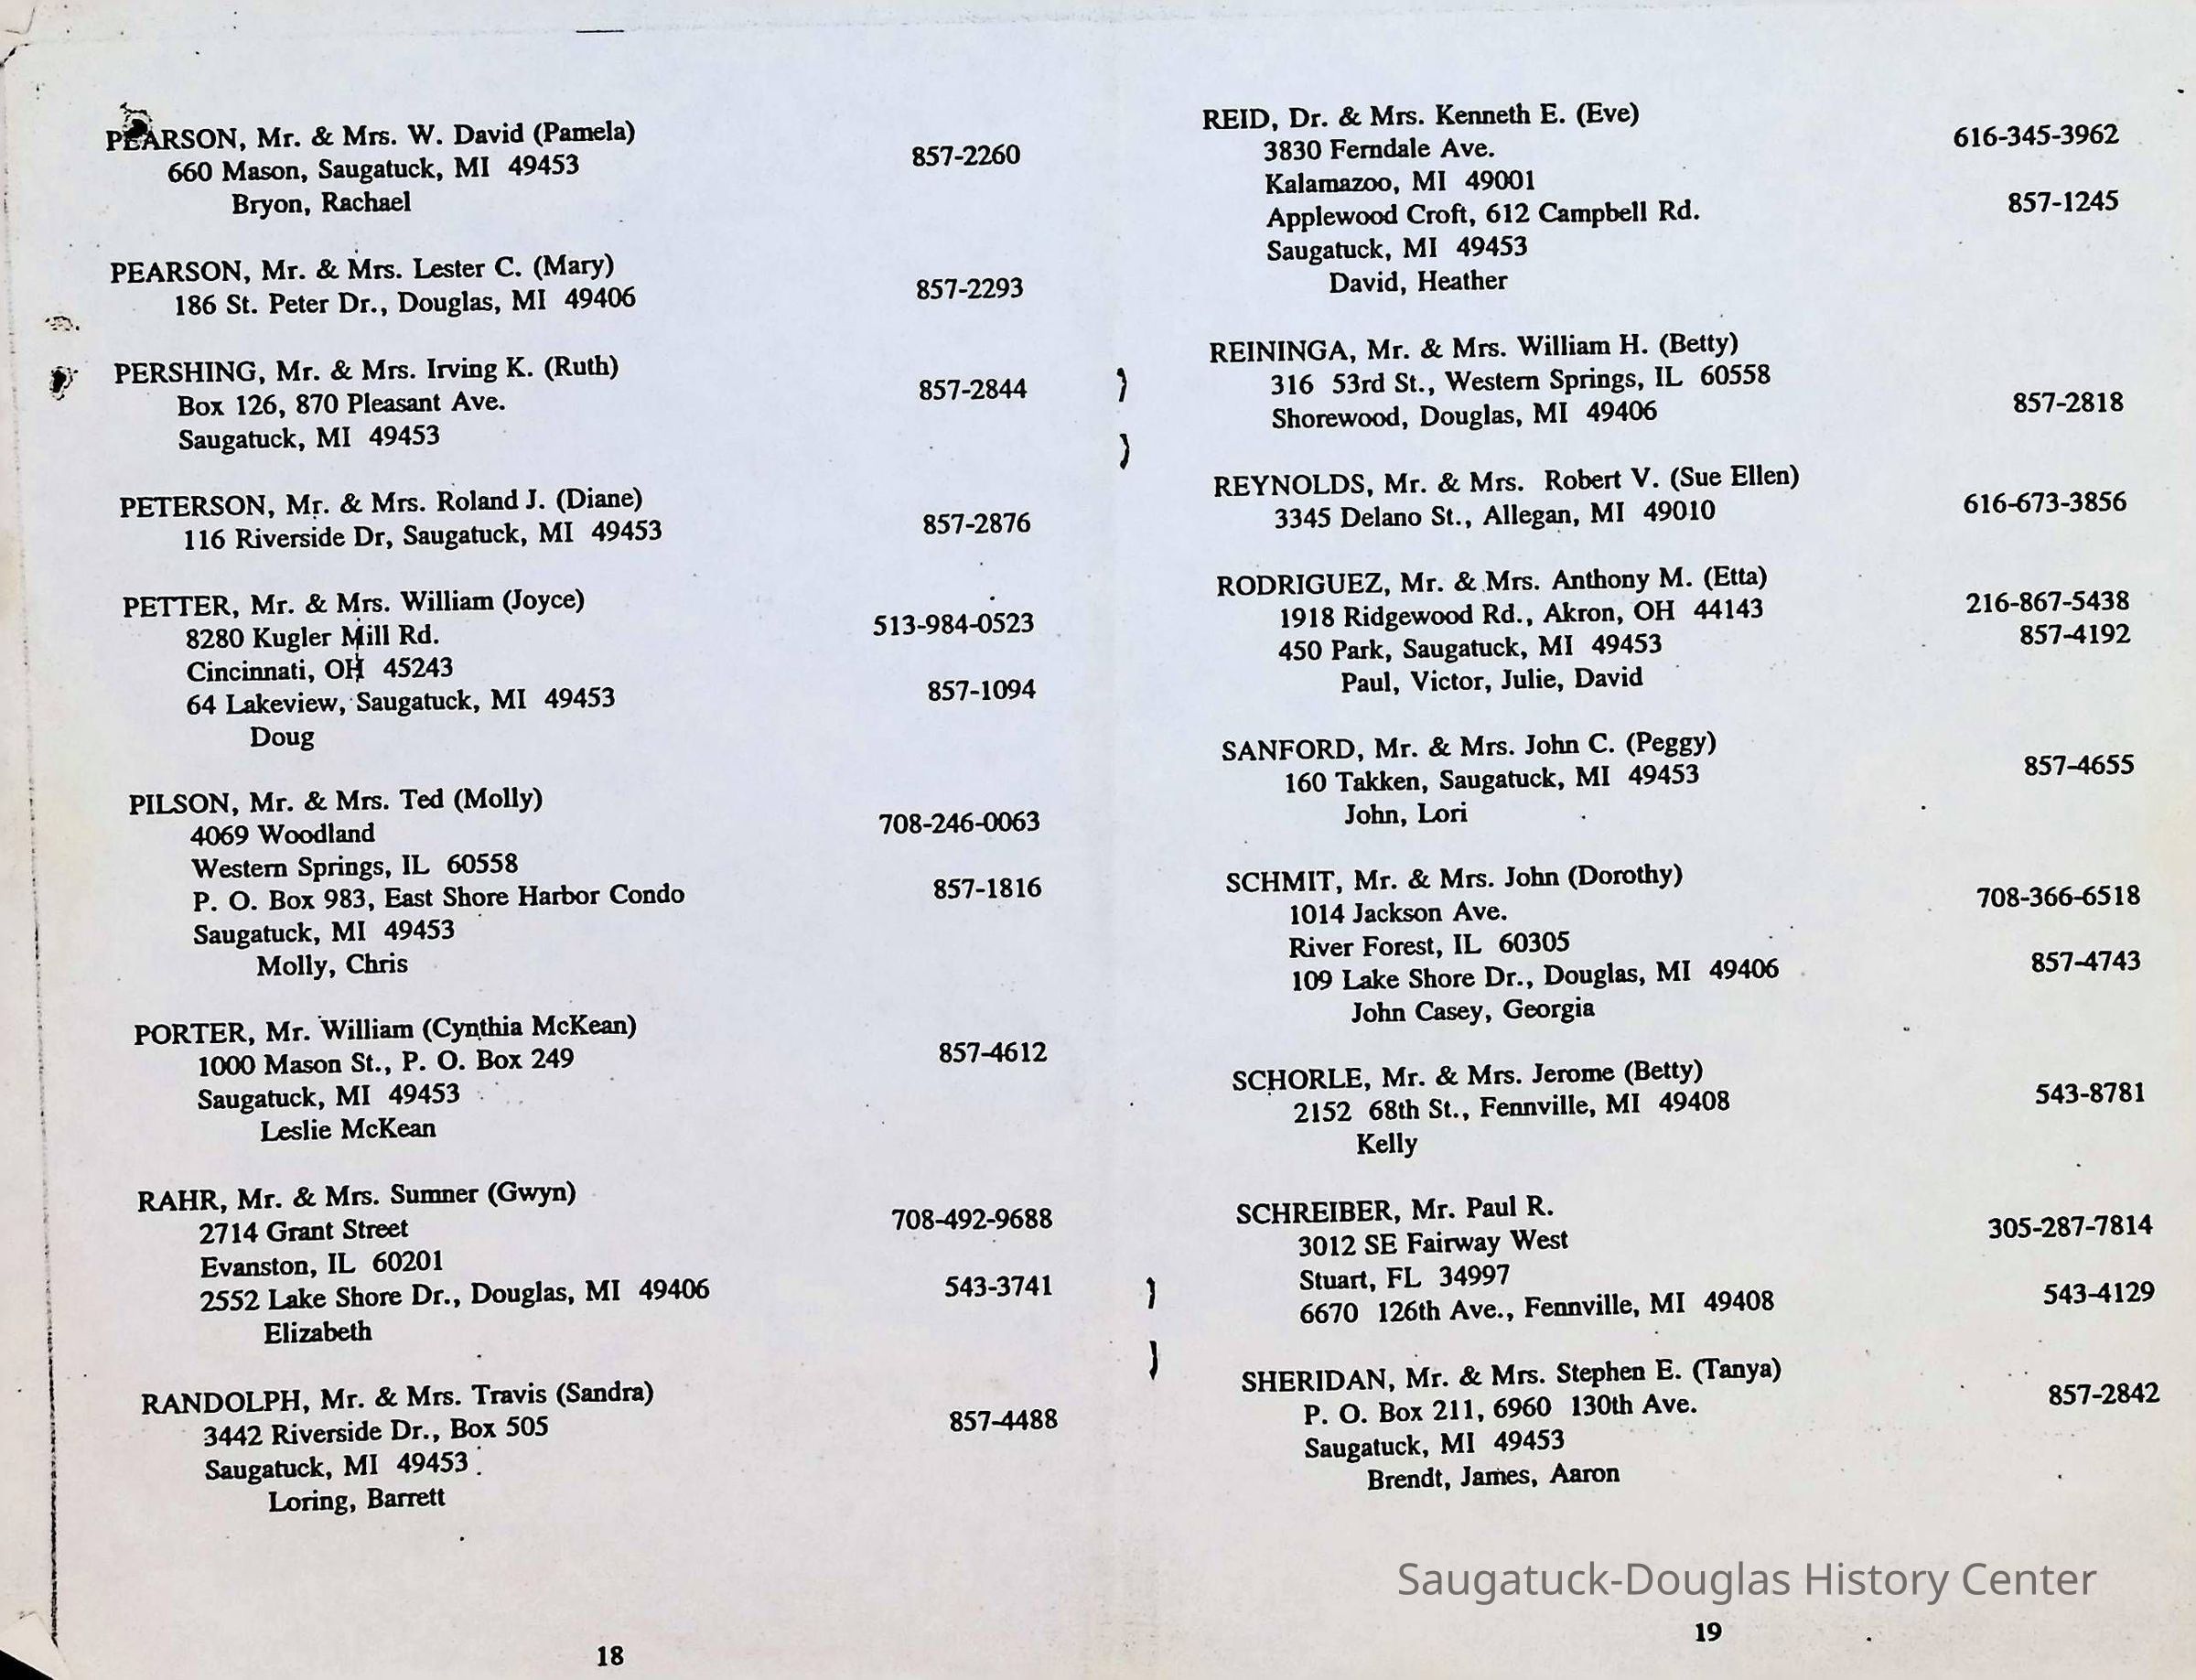 PEARSON, Mr. & Mrs. W. David (Pamela)
660 Mason, Saugatuck, MI 49453 857-2260
Bryon, Rachael
PEARSON, Mr. & Mrs. Lester C. (Mary)
186 St. Peter Dr., Douglas, MI 49406 857-2293
PERSHING, Mr. & Mrs. Irving K. (Ruth)
Box 126, 870 Pleasant Ave. 857-2844
Saugatuck, MI 49453
PETERSON, Mr. & Mrs. Roland J. (Diane)
116 Riverside Dr, Saugatuck, MI 49453 857-2876
PETTER, Mr. & Mrs. William (Joyce)
8280 Kugler Mill Rd. 513-984-0523
Cincinnati, OH 45243
64 Lakeview, Saugatuck, MI 49453 857-1094
Doug
PILSON, Mr. & Mrs. Ted (Molly)
4069 Woodland 708-246-0063
Western Springs, IL 60558
P. O. Box 983, East Shore Harbor Condo 857-1816
Saugatuck, MI 49453
Molly, Chris
PORTER, Mr. William (Cynthia McKean)
1000 Mason St., P. O. Box 249 857-4612
Saugatuck, MI 49453
Leslie McKean
RAHR, Mr. & Mrs. Sumner (Gwyn)
2714 Grant Street 708-492-9688
Evanston, IL 60201
2552 Lake Shore Dr., Douglas, MI 49406 543-3741
Elizabeth
RANDOLPH, Mr. & Mrs. Travis (Sandra)
3442 Riverside Dr., Box 505 857-4488
Saugatuck, MI 49453
Loring, Barrett
18
REID, Dr. & Mrs. Kenneth E. (Eve)
3830 Ferndale Ave. 616-345-3962
Kalamazoo, MI 49001
Applewood Croft, 612 Campbell Rd. 857-1245
Saugatuck, MI 49453
David, Heather
REININGA, Mr. & Mrs. William H. (Betty)
316 53rd St., Western Springs, IL 60558
Shorewood, Douglas, MI 49406 857-2818
REYNOLDS, Mr. & Mrs. Robert V. (Sue Ellen)
3345 Delano St., Allegan, MI 49010 616-673-3856
RODRIGUEZ, Mr. & Mrs. Anthony M. (Etta)
1918 Ridgewood Rd., Akron, OH 44143 216-867-5438
450 Park, Saugatuck, MI 49453 857-4192
Paul, Victor, Julie, David
SANFORD, Mr. & Mrs. John C. (Peggy)
160 Takken, Saugatuck, MI 49453 857-4655
John, Lori
SCHMIT, Mr. & Mrs. John (Dorothy)
1014 Jackson Ave. 708-366-6518
River Forest, IL 60305
109 Lake Shore Dr., Douglas, MI 49406 857-4743
John Casey, Georgia
SCHORLE, Mr. & Mrs. Jerome (Betty)
2152 68th St., Fennville, MI 49408 543-8781
Kelly
SCHREIBER, Mr. Paul R.
3012 SE Fairway West 305-287-7814
Stuart, FL 34997
6670 126th Ave., Fennville, MI 49408 543-4129
SHERIDAN, Mr. & Mrs. Stephen E. (Tanya)
P. O. Box 211, 6960 130th Ave. 857-2842
Saugatuck, MI 49453
Brendt, James, Aaron
Saugatuck-Douglas History Center
19